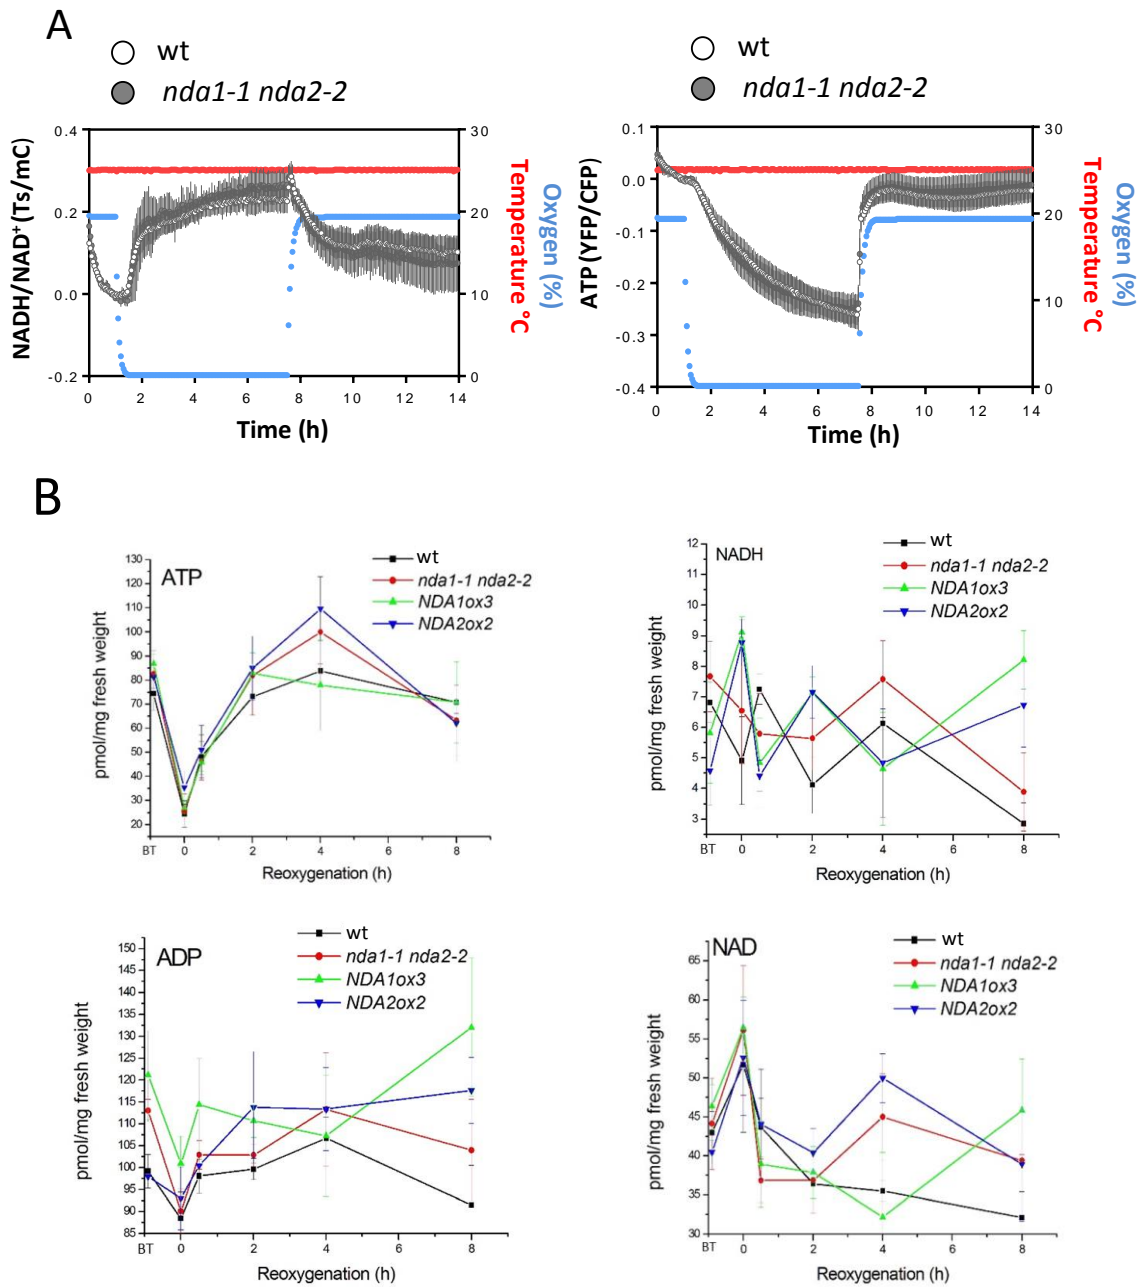 A
wt
nda1-1 nda2-2
wt
nda1-1 nda2-2
NADH/NAD⁺ (Ts/mC)
0.4
0.2
0.0
-0.2
30
20
10
0
Temperature °C
Oxygen (%)
0 2 4 6 8 10 12 14
Time (h)
ATP (YFP/CFP)
0.1
0.0
-0.1
-0.2
-0.3
-0.4
30
20
10
0
Temperature °C
Oxygen (%)
0 2 4 6 8 10 12 14
Time (h)
B
ATP
wt
nda1-1 nda2-2
NDA1ox3
NDA2ox2
pmol/mg fresh weight
130
120
110
100
90
80
70
60
50
40
30
20
BT 0 2 4 6 8
Reoxygenation (h)
NADH
wt
nda1-1 nda2-2
NDA1ox3
NDA2ox2
pmol/mg fresh weight
12
11
10
9
8
7
6
5
4
3
BT 0 2 4 6 8
Reoxygenation (h)
ADP
wt
nda1-1 nda2-2
NDA1ox3
NDA2ox2
pmol/mg fresh weight
150
145
140
135
130
125
120
115
110
105
100
95
90
85
BT 0 2 4 6 8
Reoxygenation (h)
NAD
wt
nda1-1 nda2-2
NDA1ox3
NDA2ox2
pmol/mg fresh weight
65
60
55
50
45
40
35
30
BT 0 2 4 6 8
Reoxygenation (h)